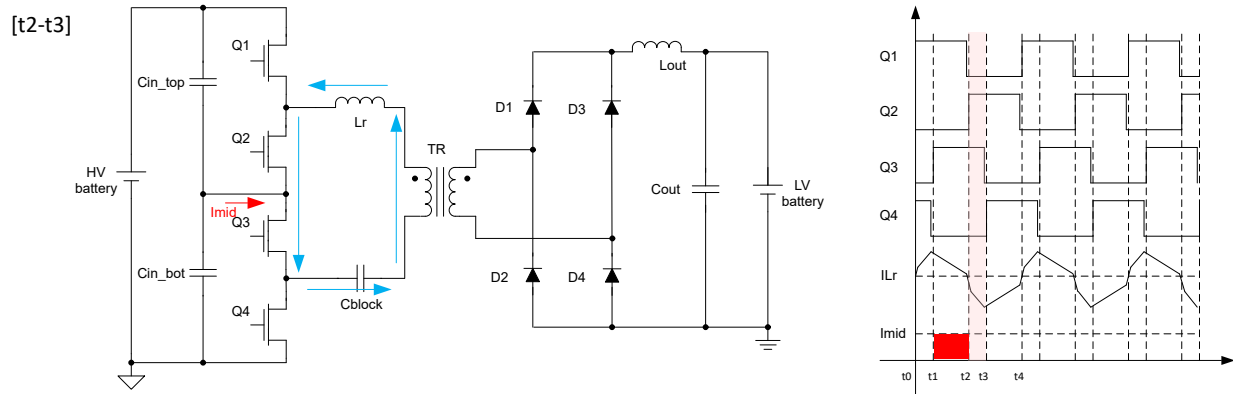 [t2-t3]
Q1
Cin_top
Q2
Lr
HV
battery
Imid
Q3
Cin_bot
Cblock
Q4
TR
D1
D3
D2
D4
Lout
Cout
LV
battery
Q1
Q2
Q3
Q4
ILr
Imid
t0
t1
t2
t3
t4